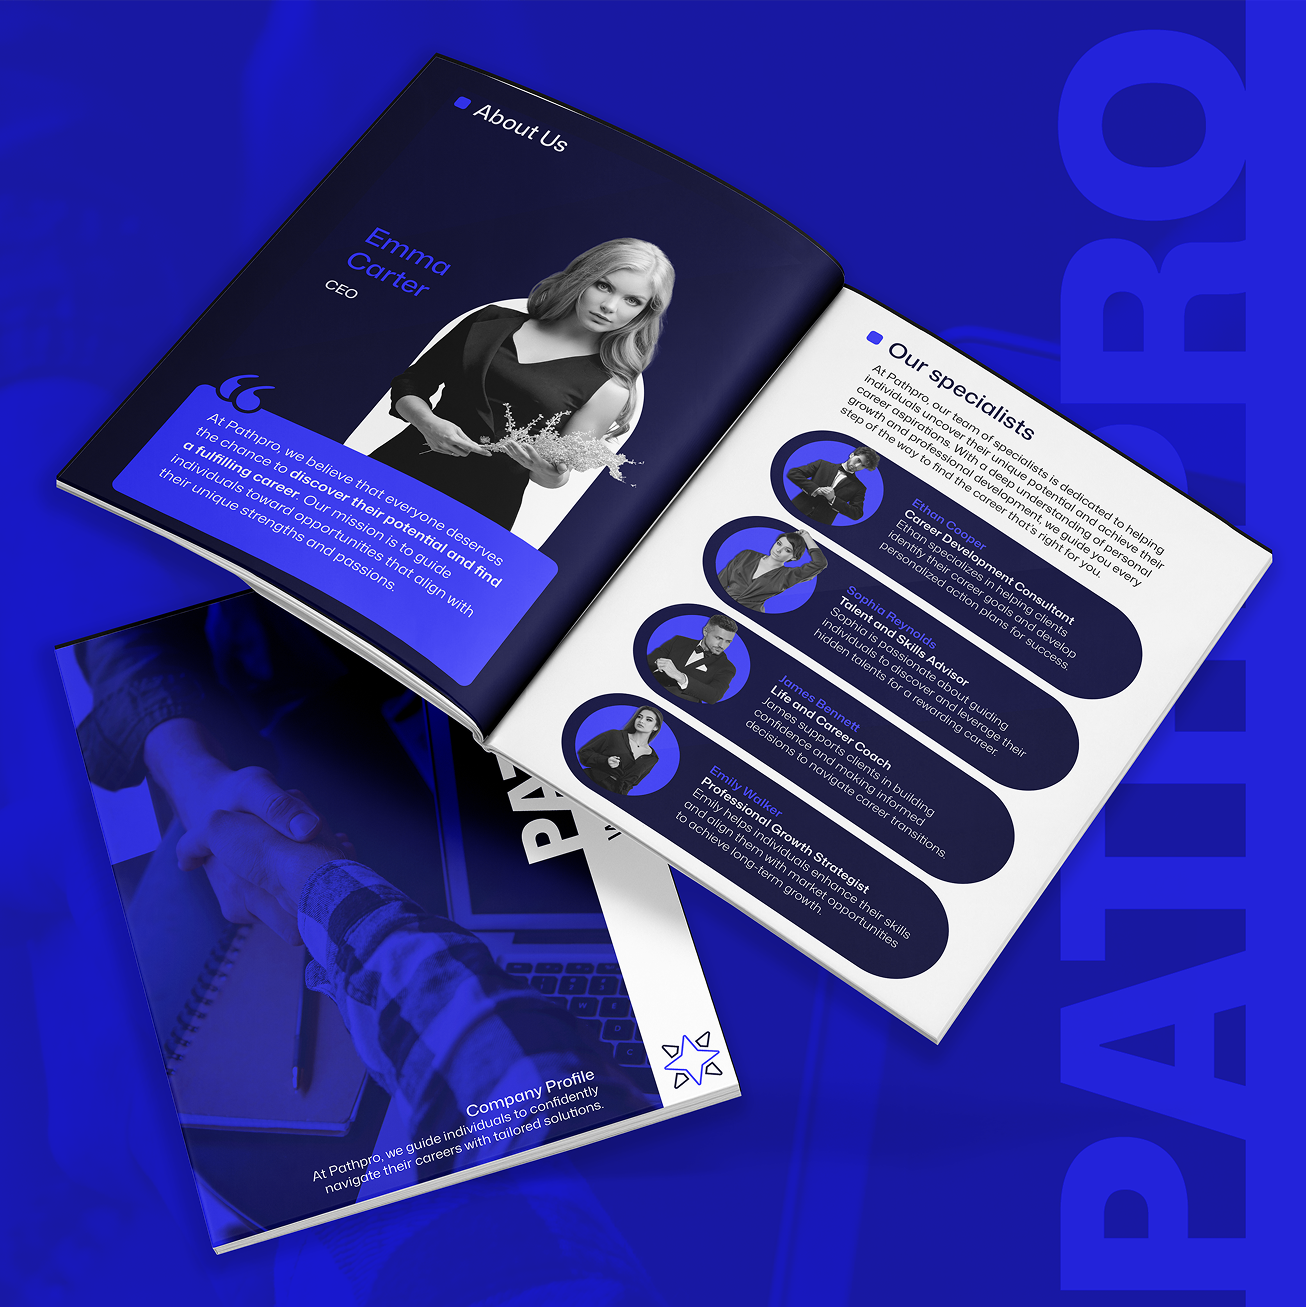 About Us
Emma
Carter
CEO
At Pathpro, we believe that everyone deserves
the chance to discover their potential and find
a fulfilling career. Our mission is to guide
individuals toward opportunities that align with
their unique strengths and passions.
Our specialists
At Pathpro, our team of specialists is dedicated to helping
individuals uncover their unique potential and achieve their
career aspirations. With a deep understanding of personal
growth and professional development, we guide you every
step of the way to find the career that's right for you.
Ethan Cooper
Career Development Consultant
Ethan specializes in helping clients
identify their career goals and develop
personalized action plans for success.
Sophia Reynolds
Talent and Skills Advisor
Sophia is passionate about guiding
individuals to discover and leverage their
hidden talents for a rewarding career.
James Bennett
Life and Career Coach
James supports clients in building
confidence and making informed
decisions to navigate career transitions.
Emily Walker
Professional Growth Strategist
Emily helps individuals enhance their skills
and align them with market opportunities
to achieve long-term growth.
PAT
Company Profile
At Pathpro, we guide individuals to confidently
navigate their careers with tailored solutions.
PATHPRO